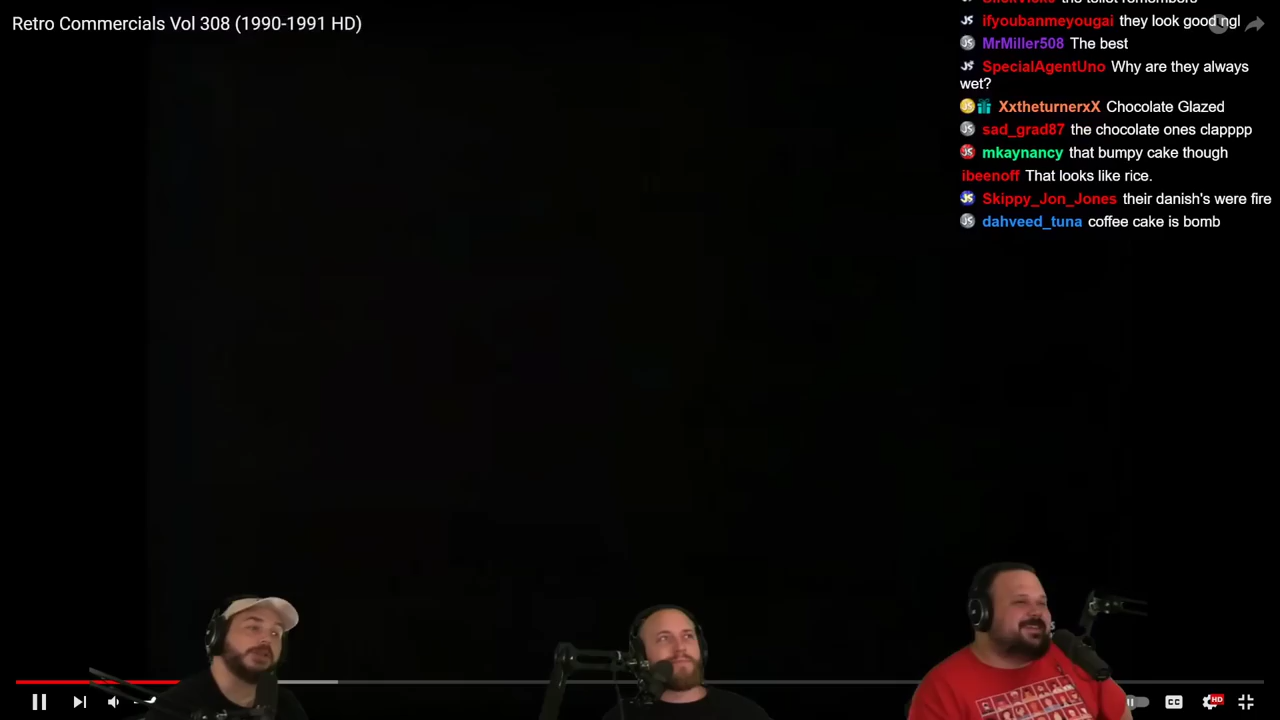 Retro Commercials Vol 308 (1990-1991 HD)
ifyoubanmeyougai they look good ngl
MrMiller508 The best
SpecialAgentUno Why are they always
wet?
XxtheturnerxX Chocolate Glazed
sad_grad87 the chocolate ones clapppp
mkaynancy that bumpy cake though
ibeenoff That looks like rice.
Skippy_Jon_Jones their danish's were fire
dahveed_tuna coffee cake is bomb
CC
HD